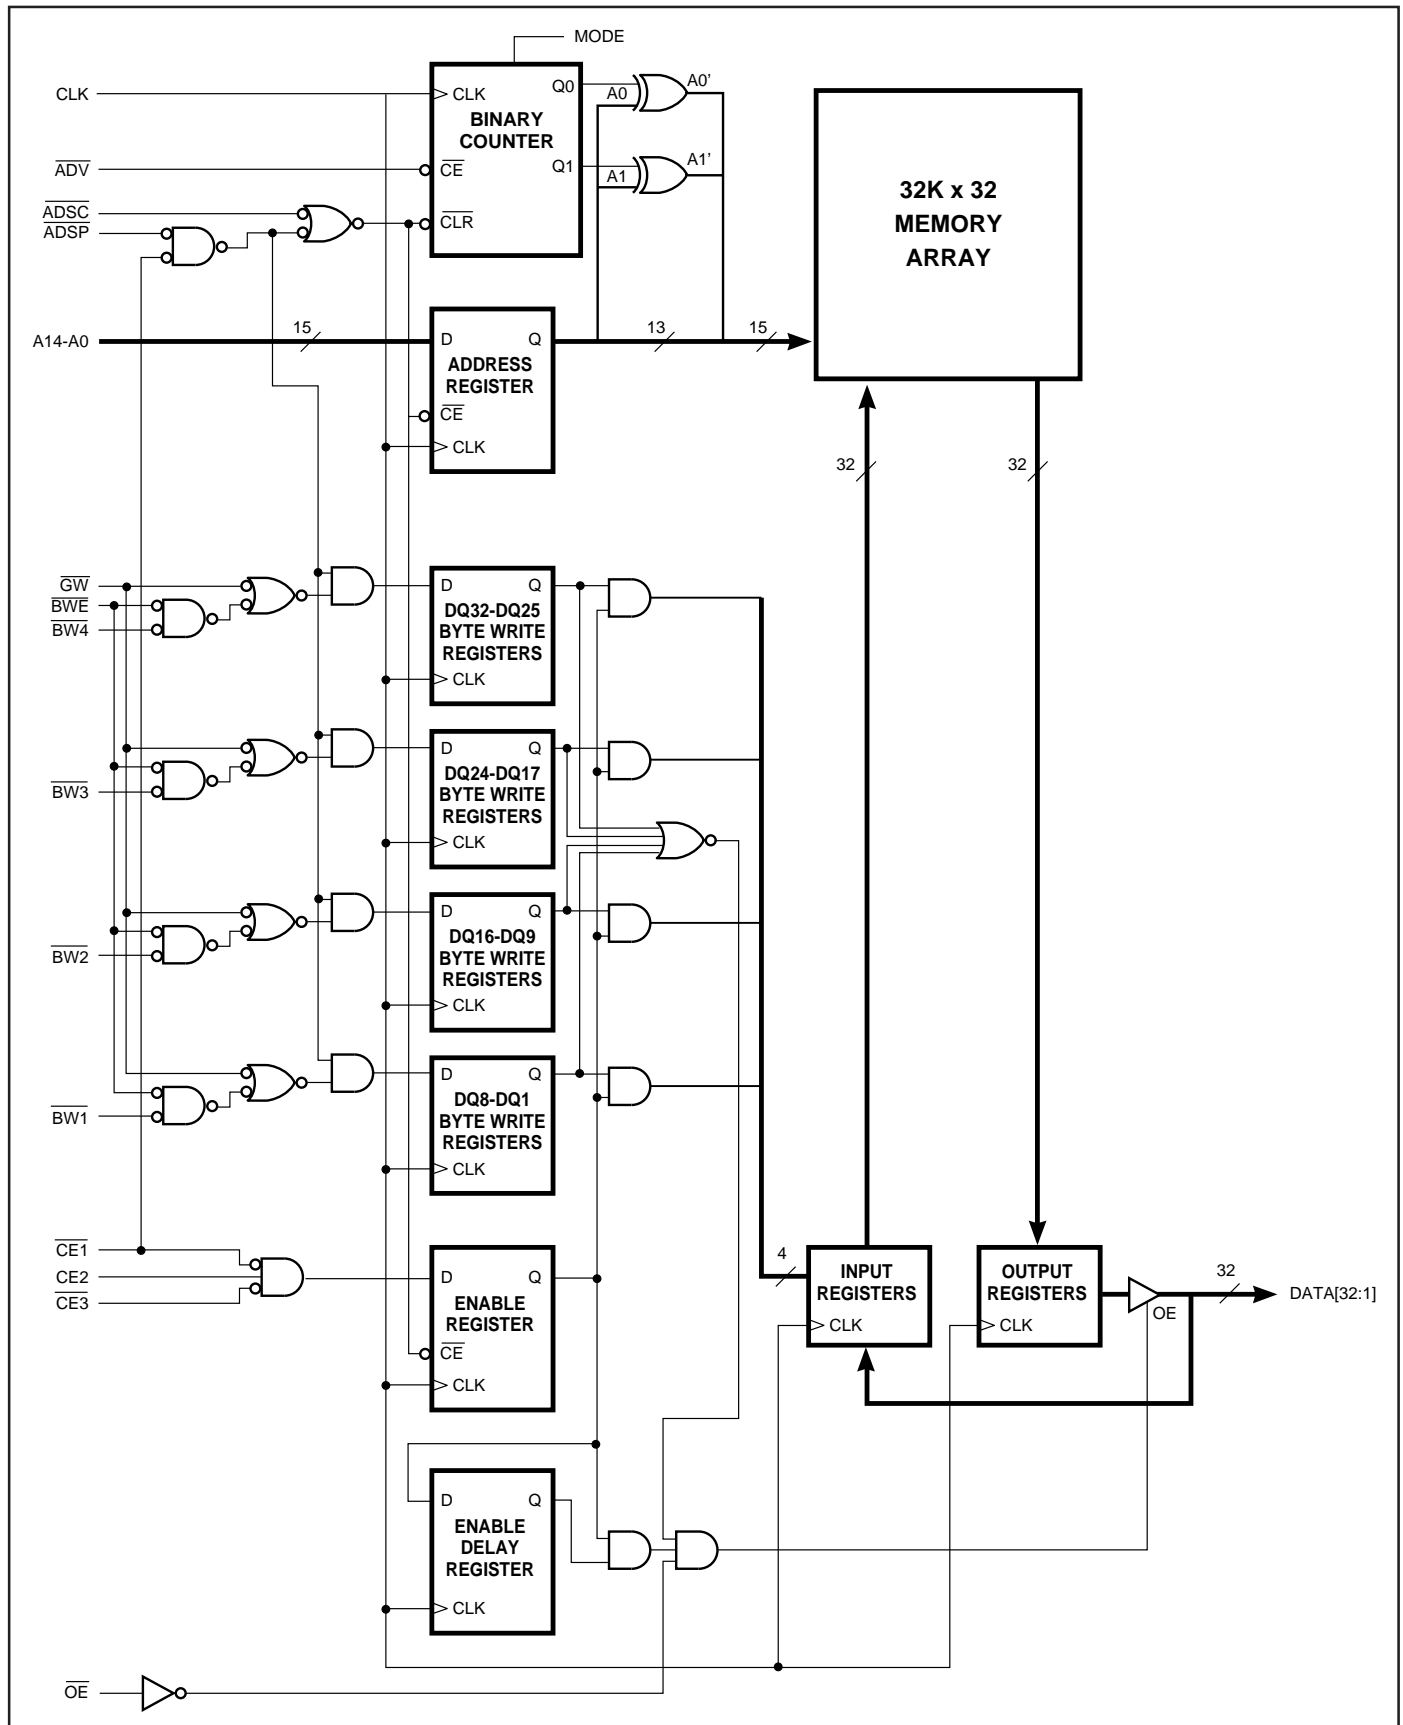 MODE
CLK
CLK
Q0
A0
A0'
BINARY
COUNTER
ADV
CE
Q1
A1
A1'
ADSC
ADSP
CLR
32K x 32
MEMORY
ARRAY
A14-A0
15
D
Q
13
15
ADDRESS
REGISTER
CE
CLK
32
32
GW
BWE
BW4
D
Q
DQ32-DQ25
BYTE WRITE
REGISTERS
CLK
BW3
D
Q
DQ24-DQ17
BYTE WRITE
REGISTERS
CLK
BW2
D
Q
DQ16-DQ9
BYTE WRITE
REGISTERS
CLK
BW1
D
Q
DQ8-DQ1
BYTE WRITE
REGISTERS
CLK
CE1
CE2
CE3
D
Q
ENABLE
REGISTER
CE
CLK
4
INPUT
REGISTERS
CLK
OUTPUT
REGISTERS
CLK
OE
32
DATA[32:1]
D
Q
ENABLE
DELAY
REGISTER
CLK
OE